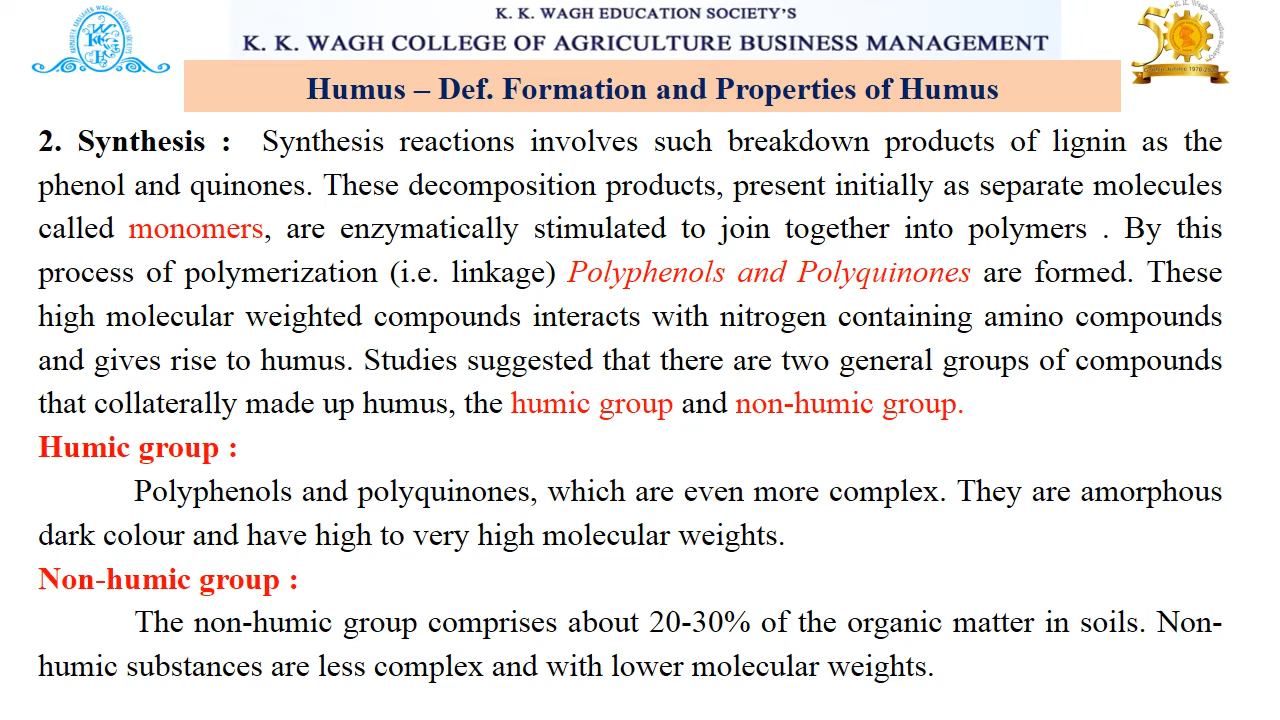 K. K. WAGH EDUCATION SOCIETY'S
K. K. WAGH COLLEGE OF AGRICULTURE BUSINESS MANAGEMENT
Humus – Def. Formation and Properties of Humus
2. Synthesis : Synthesis reactions involves such breakdown products of lignin as the
phenol and quinones. These decomposition products, present initially as separate molecules
called monomers, are enzymatically stimulated to join together into polymers . By this
process of polymerization (i.e. linkage) Polyphenols and Polyquinones are formed. These
high molecular weighted compounds interacts with nitrogen containing amino compounds
and gives rise to humus. Studies suggested that there are two general groups of compounds
that collaterally made up humus, the humic group and non-humic group.
Humic group :
Polyphenols and polyquinones, which are even more complex. They are amorphous
dark colour and have high to very high molecular weights.
Non-humic group :
The non-humic group comprises about 20-30% of the organic matter in soils. Non-
humic substances are less complex and with lower molecular weights.